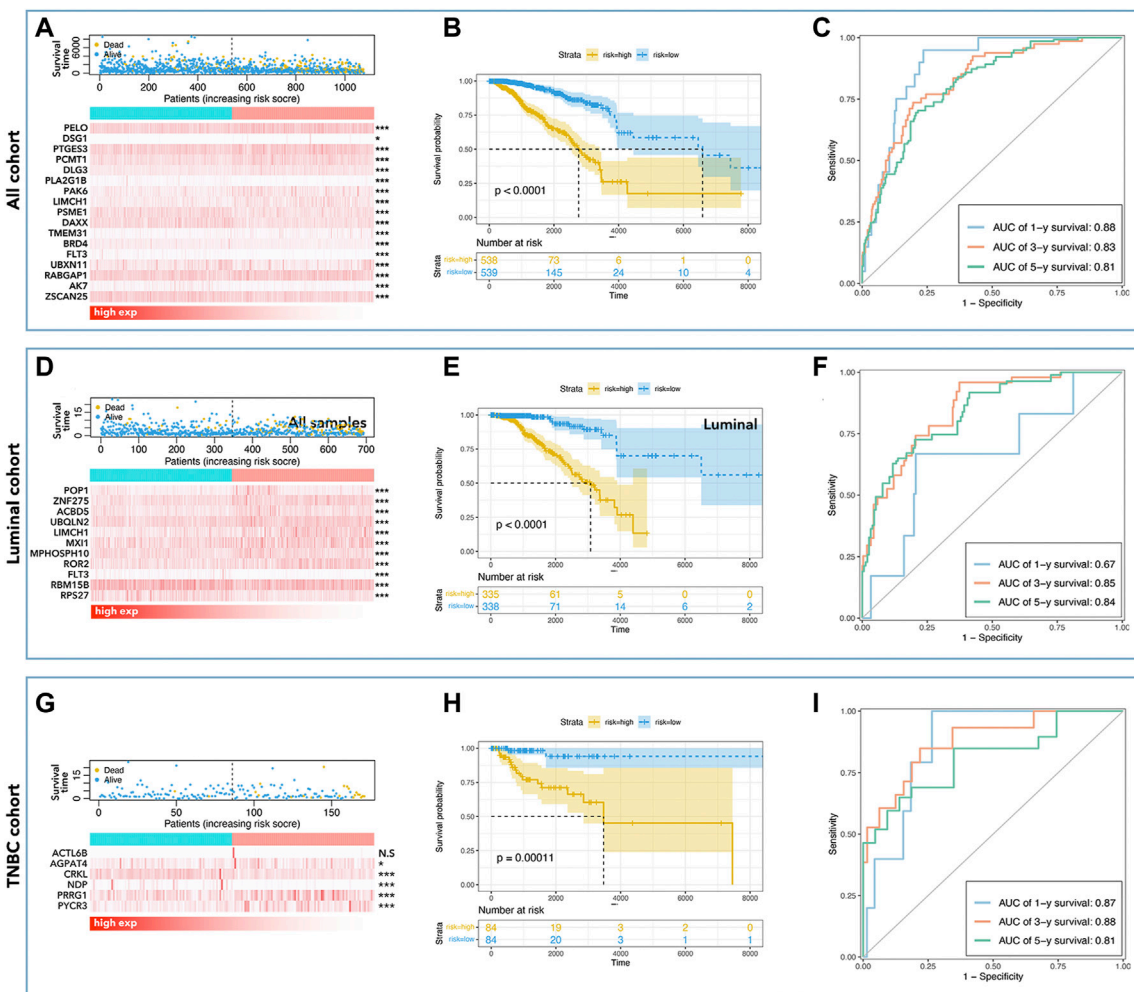 All cohort
A
Survival
time
0 3000 6000
Dead
Alive
0 200 400 600 800 1000
Patients (increasing risk socre)
PELO ***
DSG1 *
PTGES3 ***
PCMT1 ***
DLG3 ***
PLA2G1B ***
PAK6 ***
LIMCH1 ***
PSME1 ***
DAXX ***
TMEM31 ***
BRD4 ***
FLT3 ***
UBXN11 ***
RABGAP1 ***
AK7 ***
ZSCAN25 ***
high exp
B
Strata risk=high risk=low
Survival probability
1.00
0.75
0.50
0.25
0.00
p < 0.0001
0 2000 4000 6000 8000
Number at risk
Strata
risk=high 538 73 6 1 0
risk=low 539 145 24 10 4
0 2000 4000 6000 8000
Time
C
Sensitivity
1.00
0.75
0.50
0.25
0.00
AUC of 1-y survival: 0.88
AUC of 3-y survival: 0.83
AUC of 5-y survival: 0.81
0.00 0.25 0.50 0.75 1.00
1 - Specificity
Luminal cohort
D
Survival
time
0 15
Dead
Alive
All samples
0 100 200 300 400 500 600 700
Patients (increasing risk socre)
POP1 ***
ZNF275 ***
ACBD5 ***
UBQLN2 ***
LIMCH1 ***
MXI1 ***
MPHOSPH10 ***
ROR2 ***
FLT3 ***
RBM15B ***
RPS27 ***
high exp
E
Strata risk=high risk=low
Luminal
Survival probability
1.00
0.75
0.50
0.25
0.00
p < 0.0001
0 2000 4000 6000 8000
Number at risk
Strata
risk=high 335 61 5 0 0
risk=low 338 71 14 6 2
0 2000 4000 6000 8000
Time
F
Sensitivity
1.00
0.75
0.50
0.25
0.00
AUC of 1-y survival: 0.67
AUC of 3-y survival: 0.85
AUC of 5-y survival: 0.84
0.00 0.25 0.50 0.75 1.00
1 - Specificity
TNBC cohort
G
Survival
time
0 15
Dead
Alive
0 50 100 150
Patients (increasing risk socre)
ACTL6B N.S
AGPAT4 *
CRKL ***
NDP ***
PRRG1 ***
PYCR3 ***
high exp
H
Strata risk=high risk=low
Survival probability
1.00
0.75
0.50
0.25
0.00
p = 0.00011
0 2000 4000 6000 8000
Number at risk
Strata
risk=high 84 19 3 2 0
risk=low 84 20 3 1 1
0 2000 4000 6000 8000
Time
I
Sensitivity
1.00
0.75
0.50
0.25
0.00
AUC of 1-y survival: 0.87
AUC of 3-y survival: 0.88
AUC of 5-y survival: 0.81
0.00 0.25 0.50 0.75 1.00
1 - Specificity